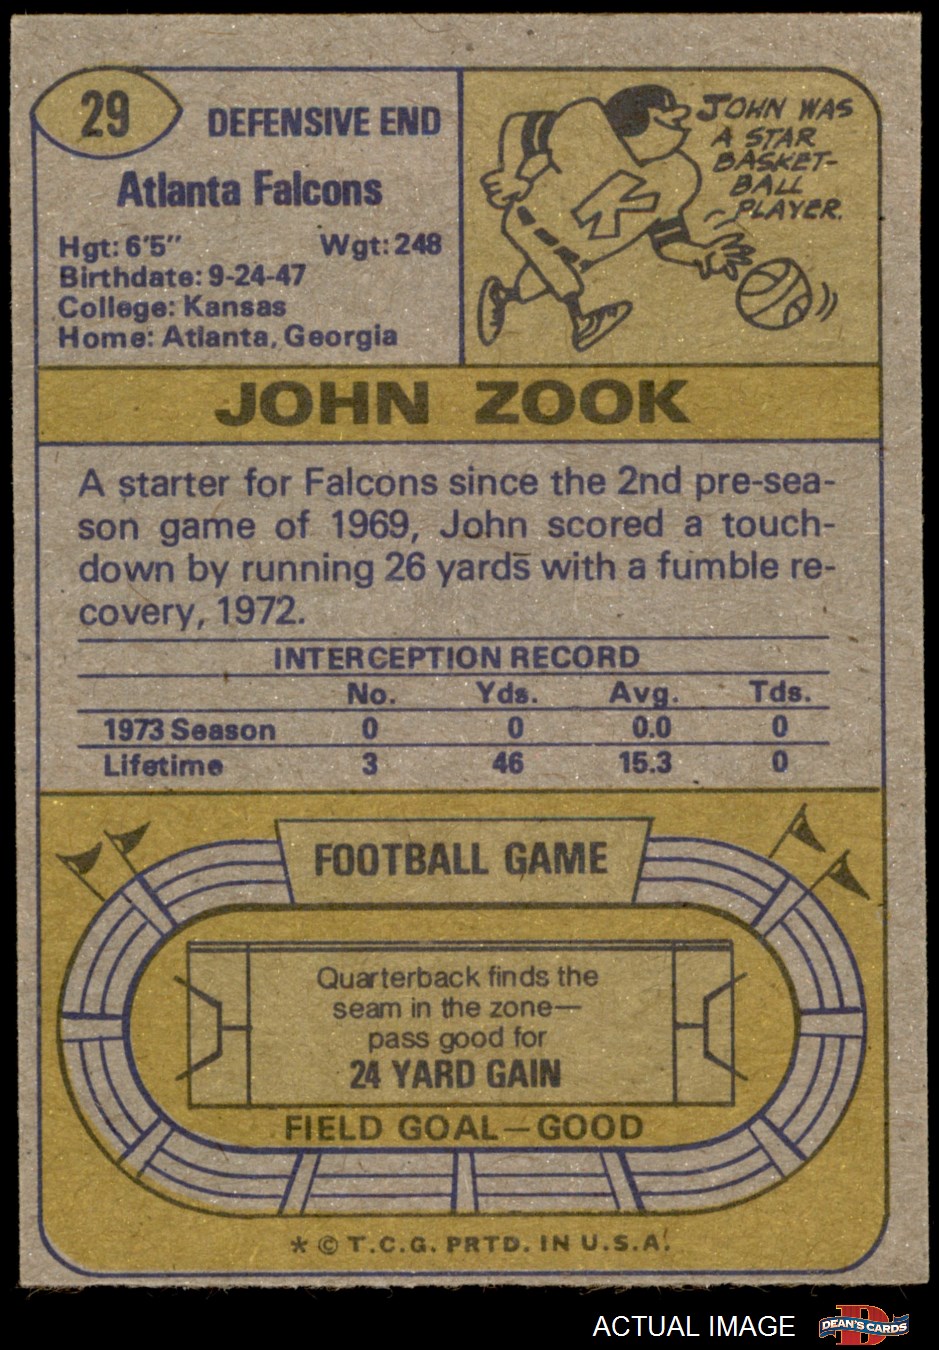 29
DEFENSIVE END
Atlanta Falcons
Hgt: 6'5" Wgt: 248
Birthdate: 9-24-47
College: Kansas
Home: Atlanta, Georgia
JOHN WAS
A STAR
BASKET-
BALL
PLAYER.
K
JOHN ZOOK
A starter for Falcons since the 2nd pre-sea-
son game of 1969, John scored a touch-
down by running 26 yards with a fumble re-
covery, 1972.
INTERCEPTION RECORD
No. Yds. Avg. Tds.
1973 Season 0 0 0.0 0
Lifetime 3 46 15.3 0
FOOTBALL GAME
Quarterback finds the
seam in the zone—
pass good for
24 YARD GAIN
FIELD GOAL—GOOD
* © T.C.G. PRTD. IN U.S.A.
ACTUAL IMAGE
D
DEAN'S CARDS